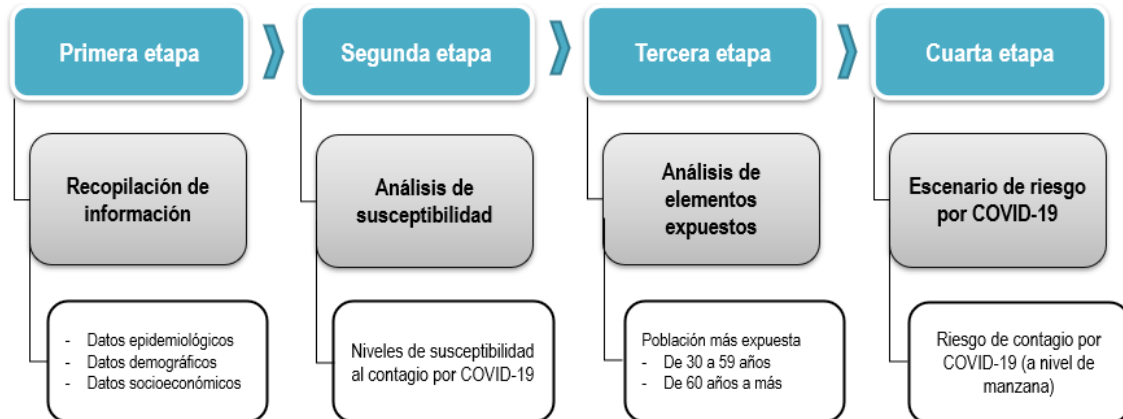 Primera etapa
Segunda etapa
Tercera etapa
Cuarta etapa
Recopilación de
información
Análisis de
susceptibilidad
Análisis de
elementos
expuestos
Escenario de riesgo
por COVID-19
- Datos epidemiológicos
- Datos demográficos
- Datos socioeconómicos
Niveles de susceptibilidad
al contagio por COVID-19
Población más expuesta
- De 30 a 59 años
- De 60 años a más
Riesgo de contagio por
COVID-19 (a nivel de
manzana)